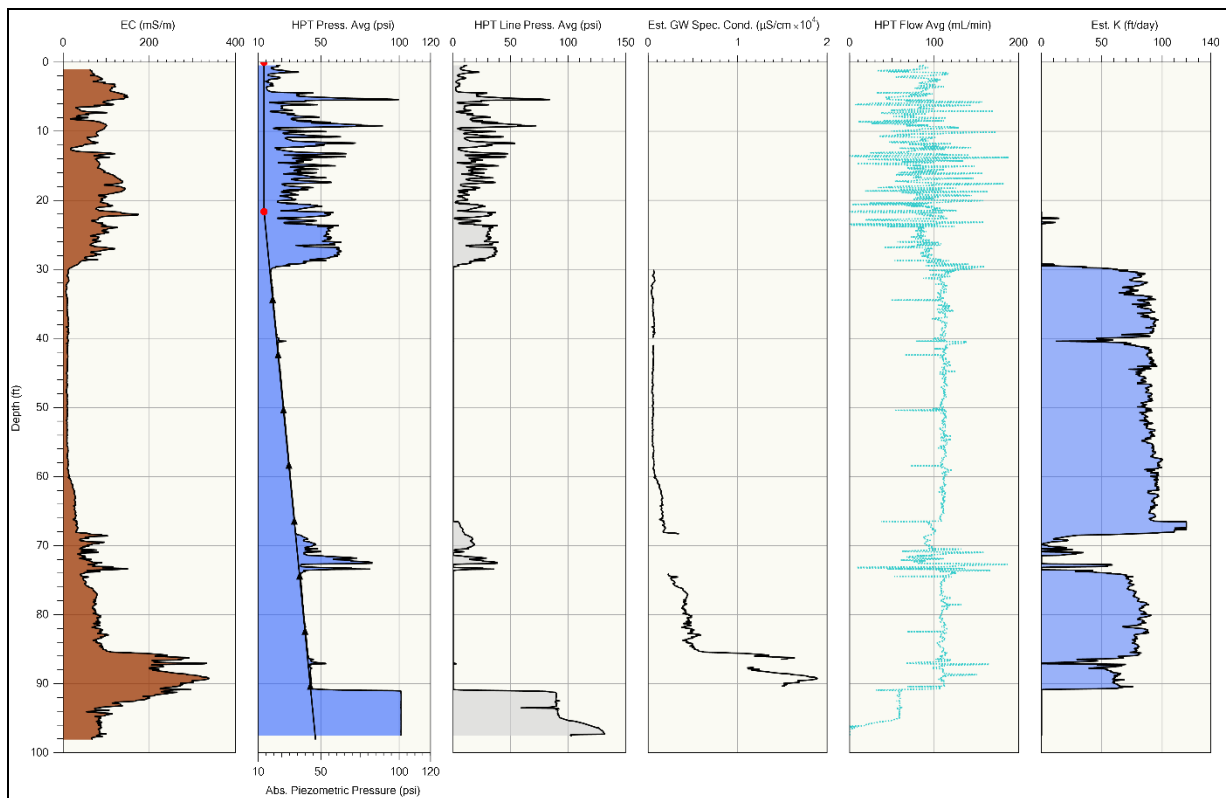 EC (mS/m)
0 200 400
HPT Press. Avg (psi)
10 50 100 120
HPT Line Press. Avg (psi)
0 50 100 150
Est. GW Spec. Cond. (µS/cm ×10⁴)
0 1 2
HPT Flow Avg (mL/min)
0 100 200
Est. K (ft/day)
0 50 100 140
Depth (ft)
0
10
20
30
40
50
60
70
80
90
100
10 50 100 120
Abs. Piezometric Pressure (psi)